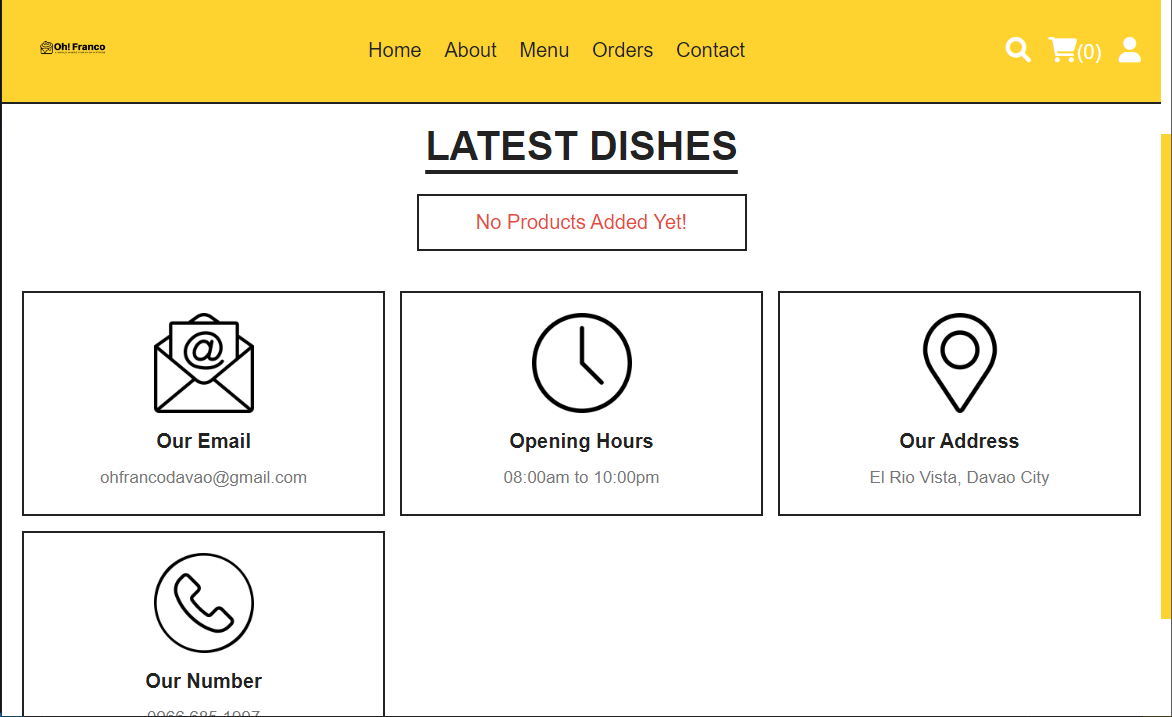 Oh! Franco
Home About Menu Orders Contact
(0)
LATEST DISHES
No Products Added Yet!
@
Our Email
ohfrancodavao@gmail.com
Opening Hours
08:00am to 10:00pm
Our Address
El Rio Vista, Davao City
Our Number